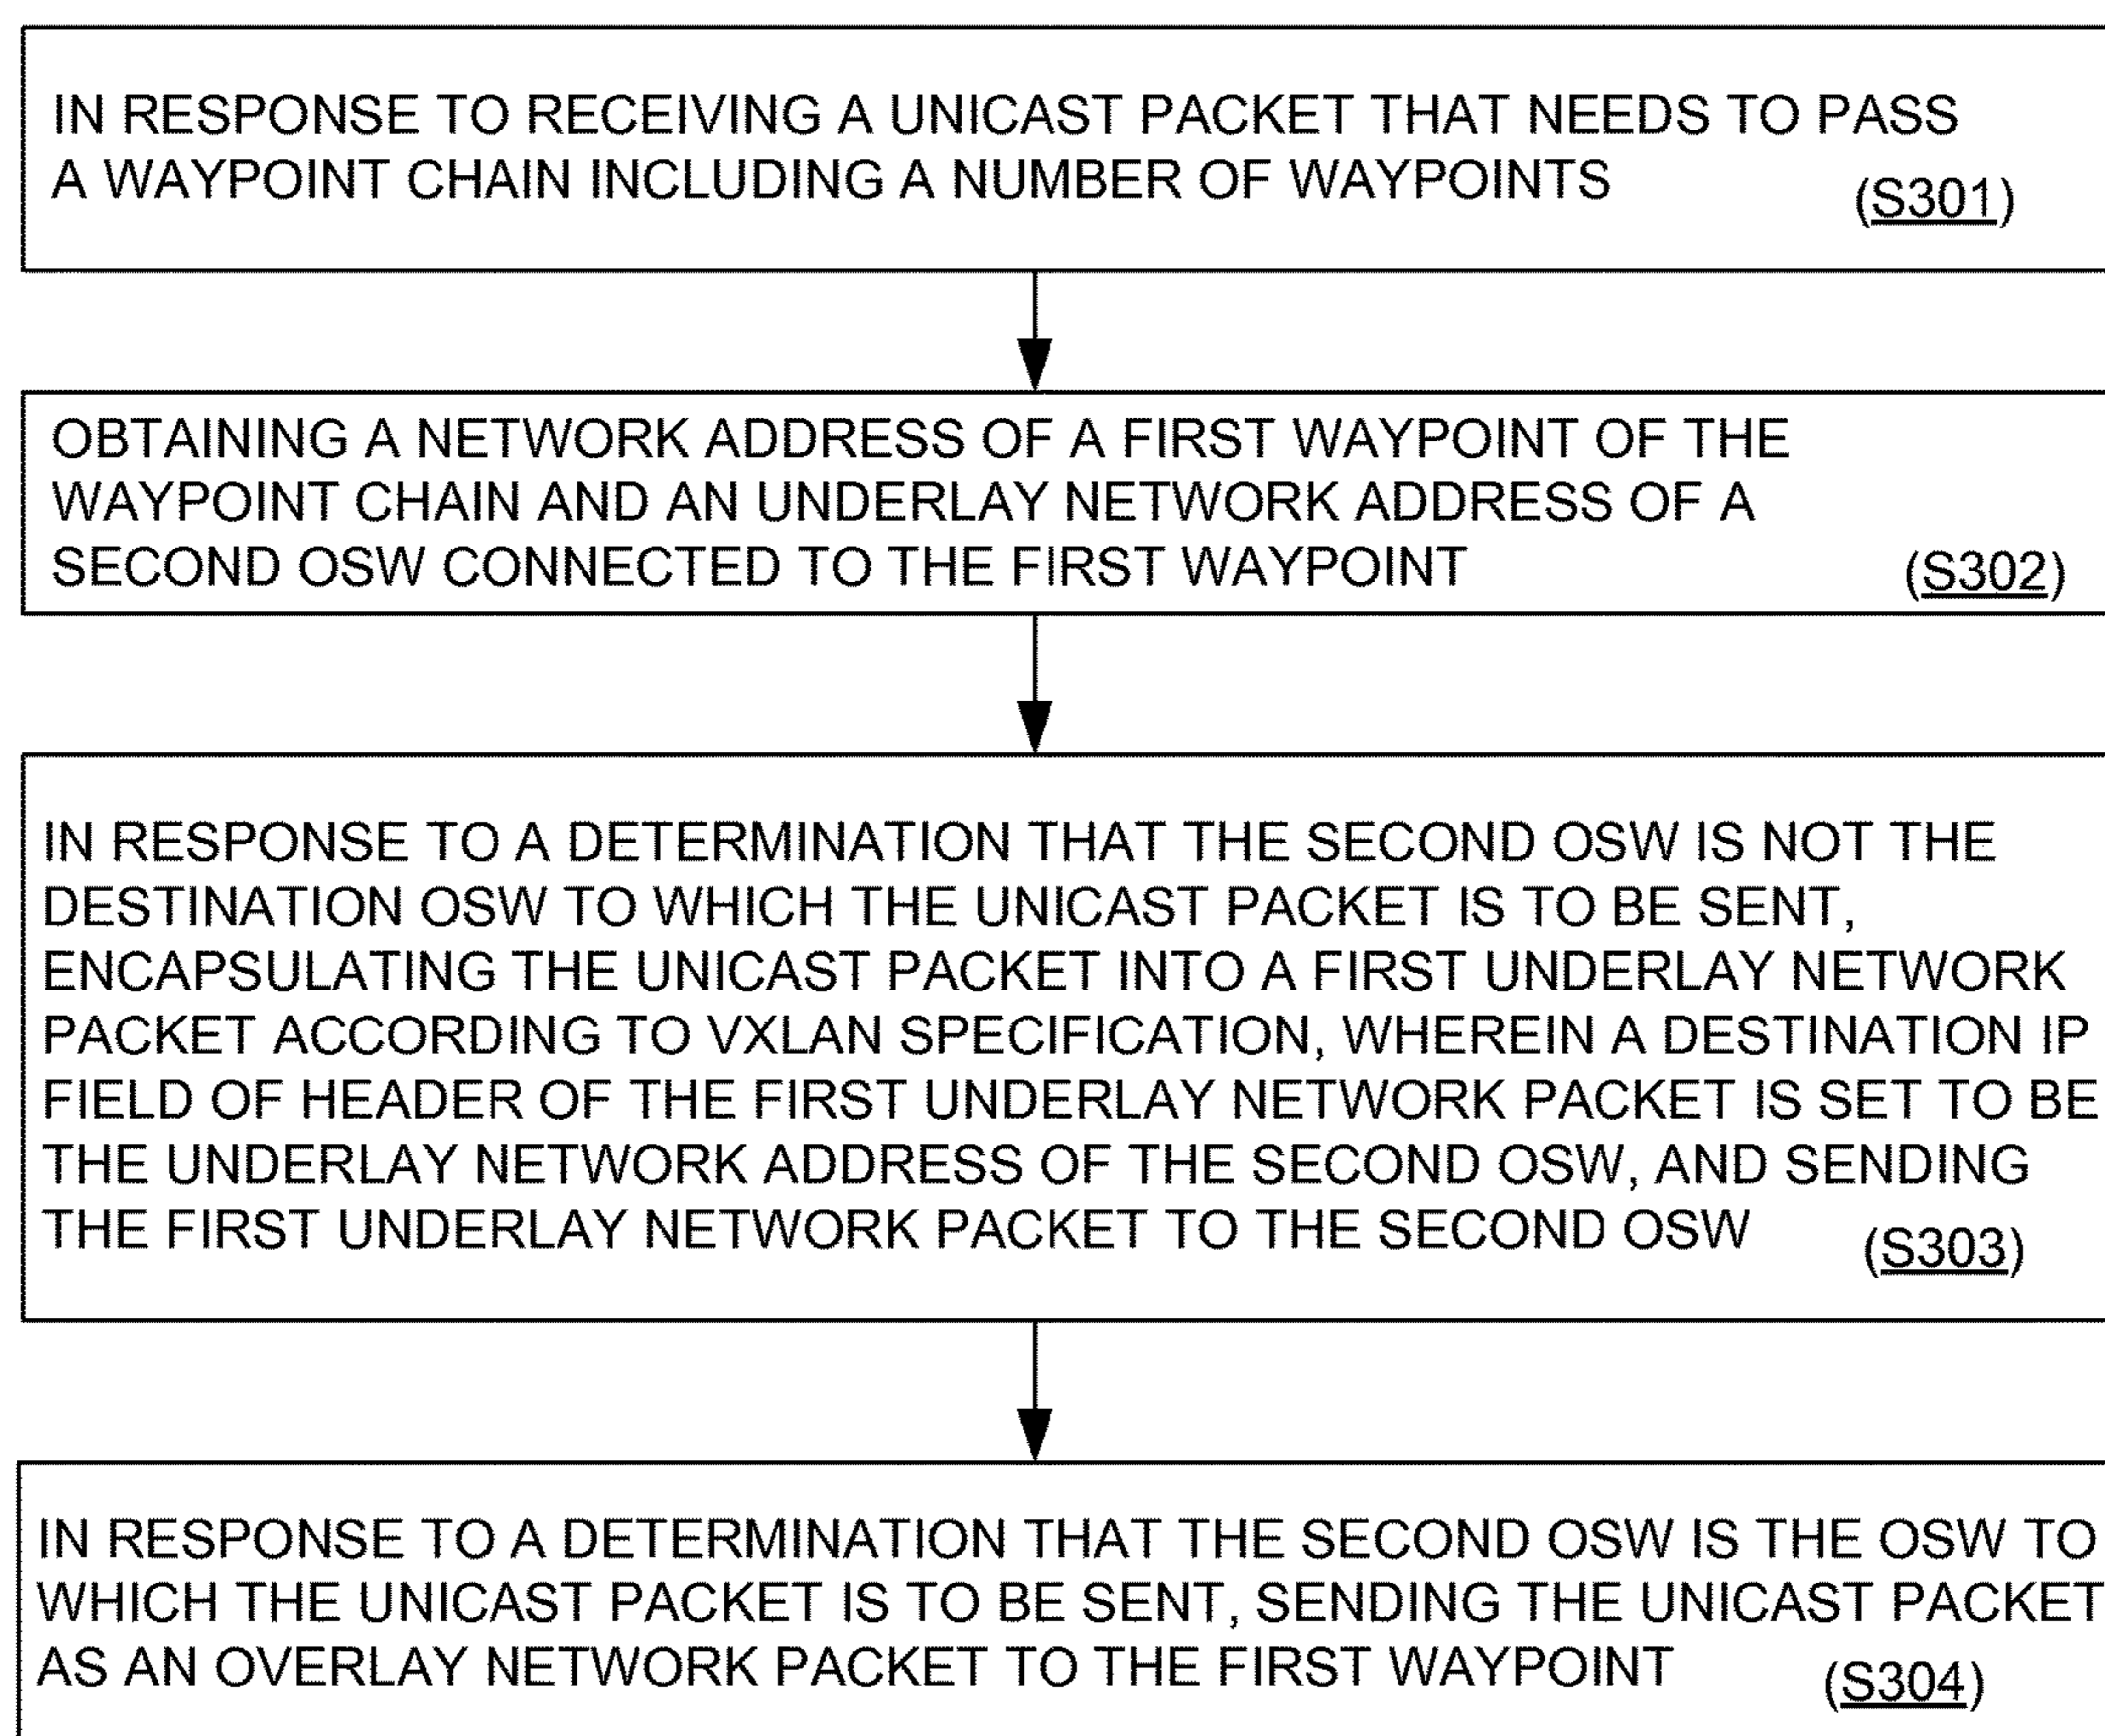 IN RESPONSE TO RECEIVING A UNICAST PACKET THAT NEEDS TO PASS
A WAYPOINT CHAIN INCLUDING A NUMBER OF WAYPOINTS (S301)
OBTAINING A NETWORK ADDRESS OF A FIRST WAYPOINT OF THE
WAYPOINT CHAIN AND AN UNDERLAY NETWORK ADDRESS OF A
SECOND OSW CONNECTED TO THE FIRST WAYPOINT (S302)
IN RESPONSE TO A DETERMINATION THAT THE SECOND OSW IS NOT THE
DESTINATION OSW TO WHICH THE UNICAST PACKET IS TO BE SENT,
ENCAPSULATING THE UNICAST PACKET INTO A FIRST UNDERLAY NETWORK
PACKET ACCORDING TO VXLAN SPECIFICATION, WHEREIN A DESTINATION IP
FIELD OF HEADER OF THE FIRST UNDERLAY NETWORK PACKET IS SET TO BE
THE UNDERLAY NETWORK ADDRESS OF THE SECOND OSW, AND SENDING
THE FIRST UNDERLAY NETWORK PACKET TO THE SECOND OSW (S303)
IN RESPONSE TO A DETERMINATION THAT THE SECOND OSW IS THE OSW TO
WHICH THE UNICAST PACKET IS TO BE SENT, SENDING THE UNICAST PACKET
AS AN OVERLAY NETWORK PACKET TO THE FIRST WAYPOINT (S304)